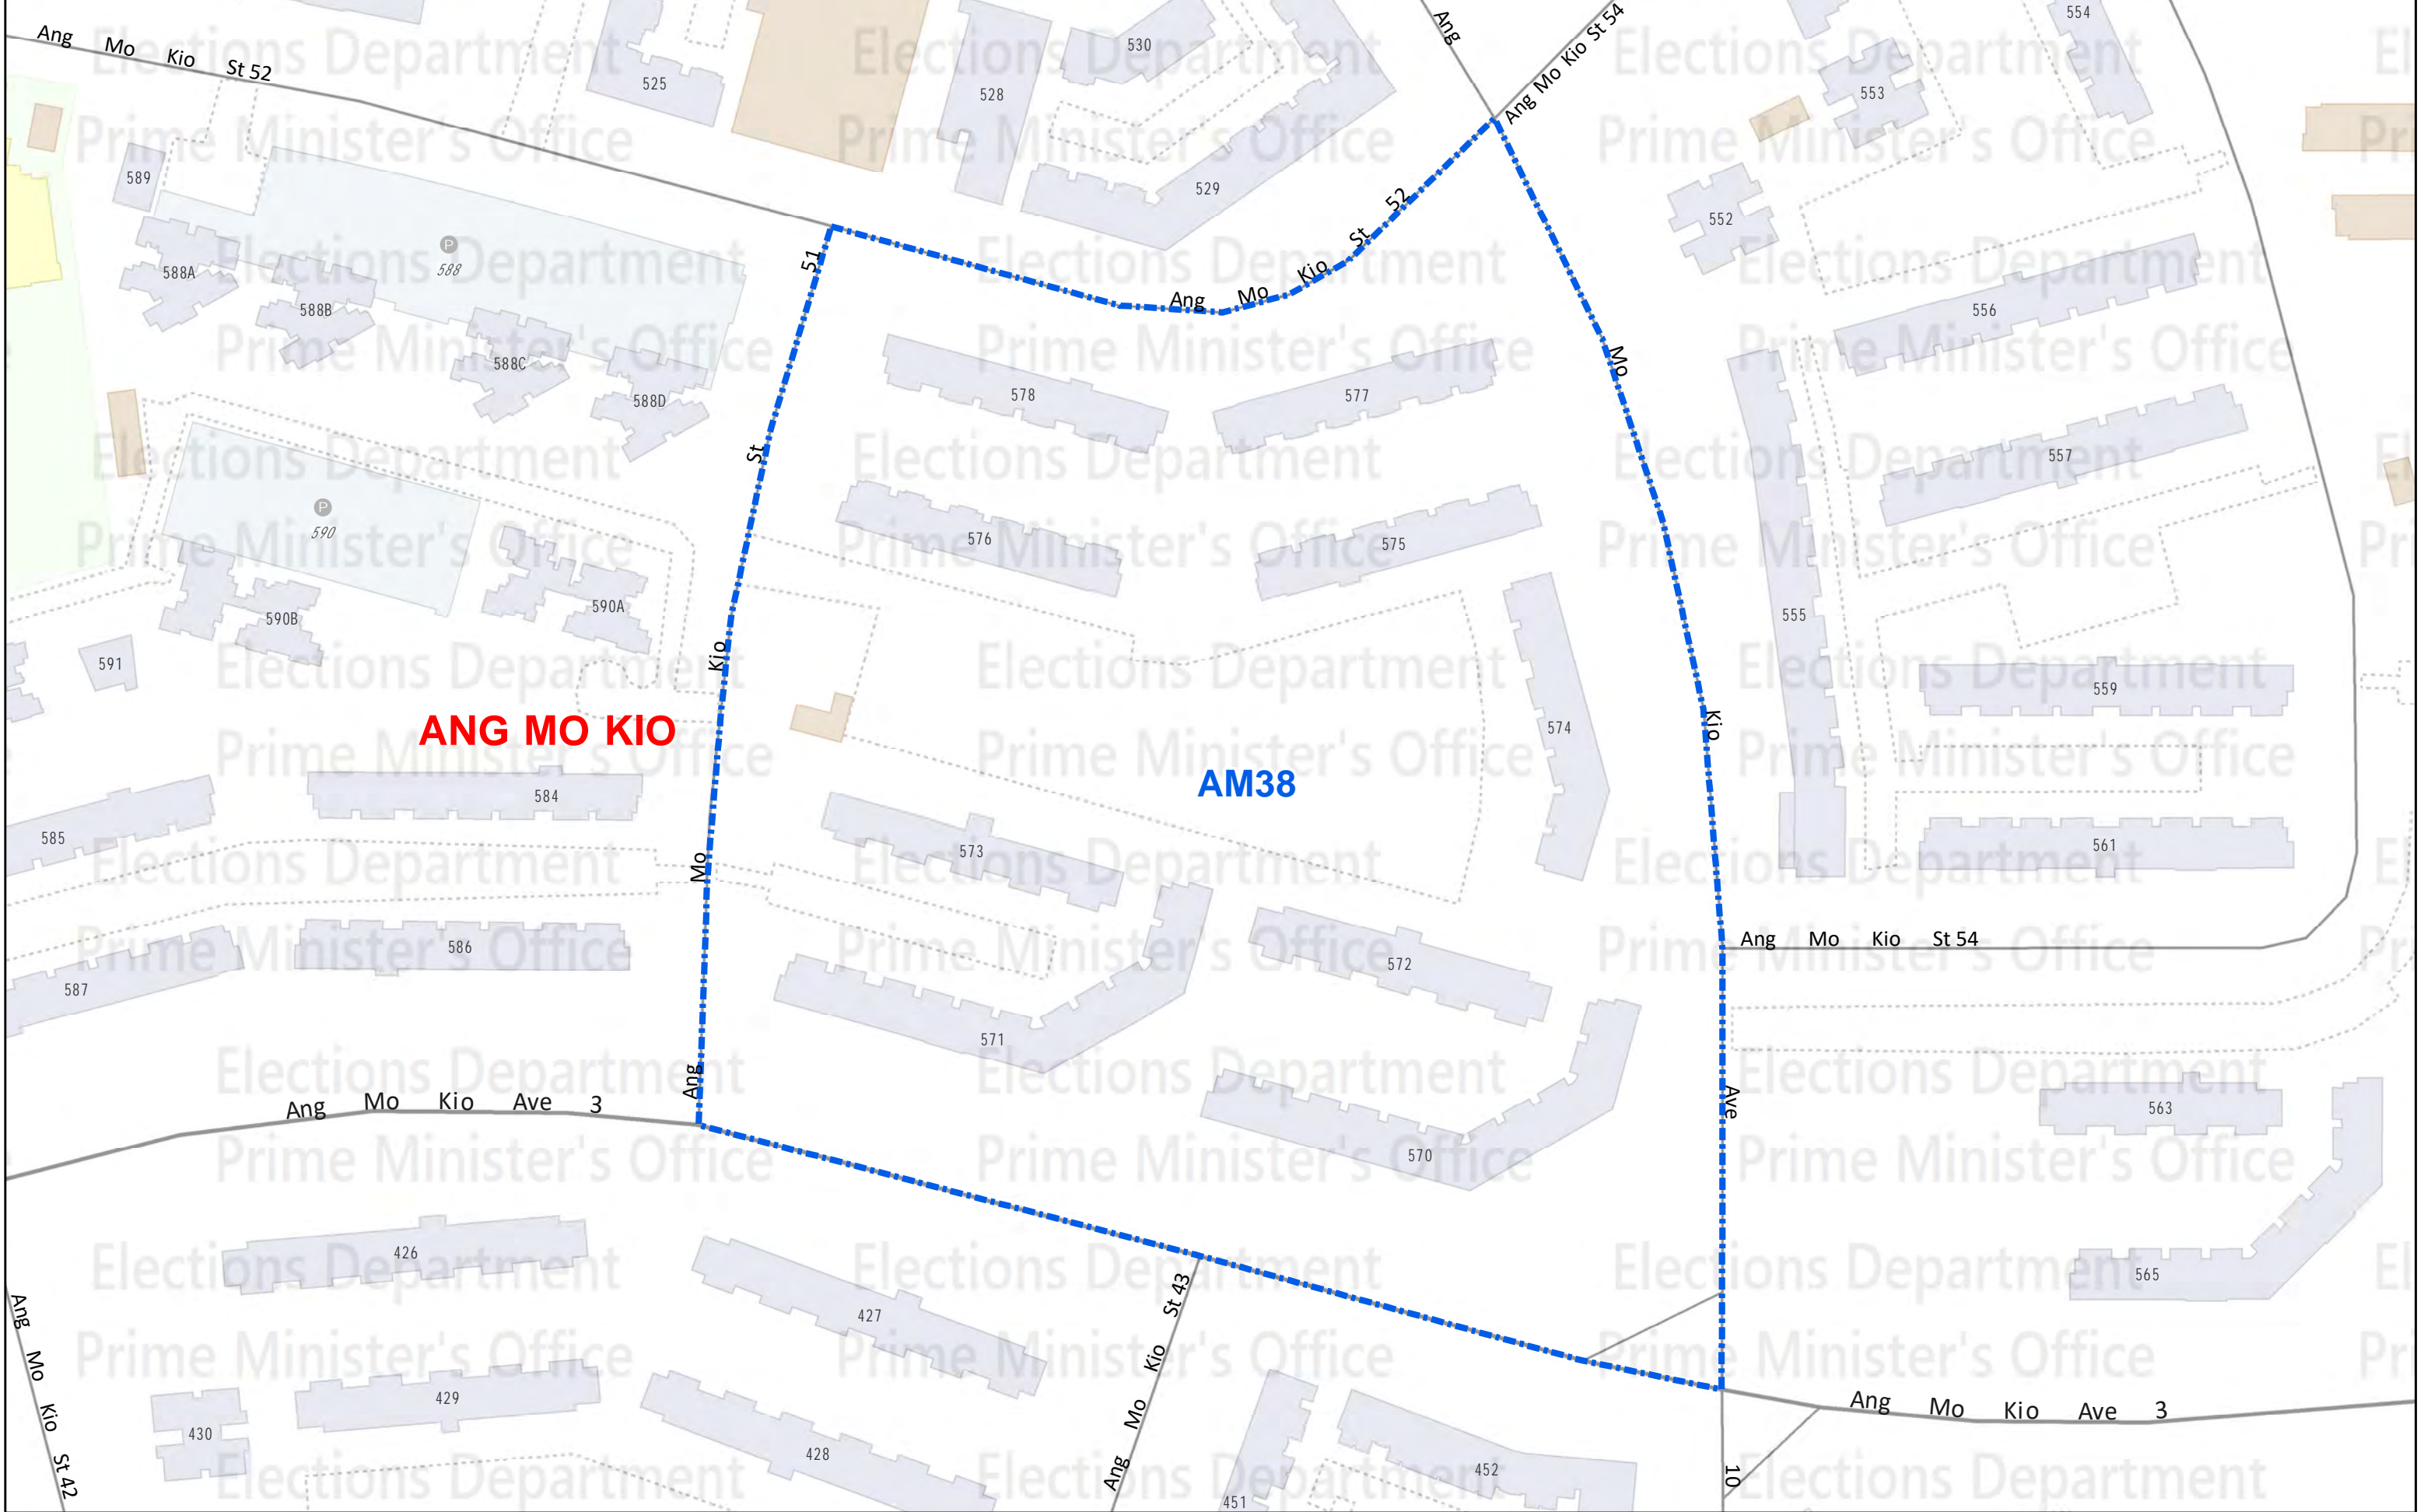 Ang Mo Kio St 52
Ang Mo Kio St 54
Ang Mo Kio St 52
Ang Mo Kio St 51
Ang Mo Kio Ave 10
Ang Mo Kio St 54
Ang Mo Kio Ave 3
Ang Mo Kio Ave 3
Ang Mo Kio St 43
Ang Mo Kio St 42
ANG MO KIO
AM38
525
528
530
529
554
553
552
589
588A
588B
588C
588D
P
588
578
577
556
557
P
590
576
575
555
590B
590A
591
574
559
584
585
573
561
586
587
572
571
570
563
565
426
427
429
430
428
451
452
Elections Department
Prime Minister's Office